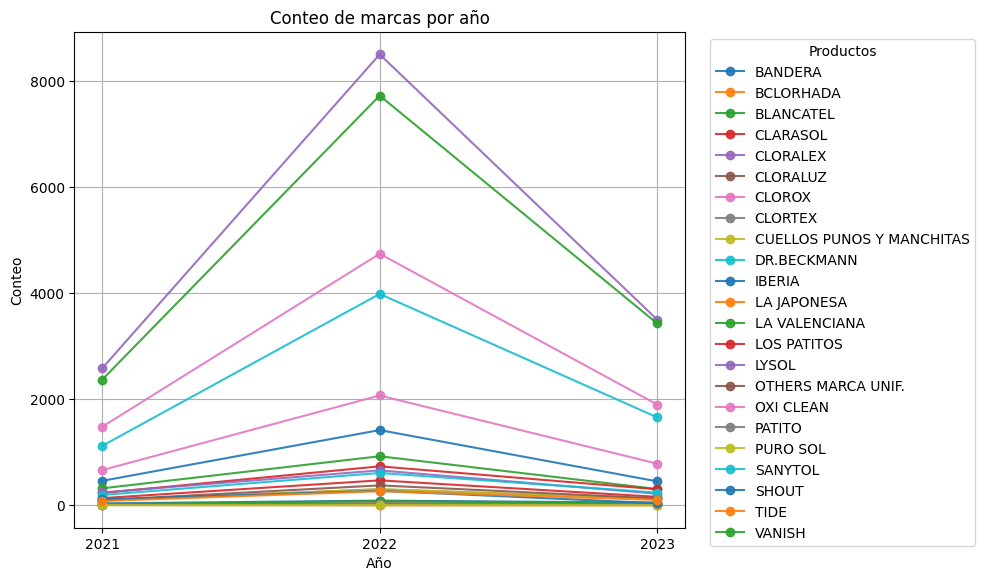 Conteo de marcas por año
Conteo
8000
6000
4000
2000
0
2021
2022
2023
Año
Productos
BANDERA
BCLORHADA
BLANCATEL
CLARASOL
CLORALEX
CLORALUZ
CLOROX
CLORTEX
CUELLOS PUNOS Y MANCHITAS
DR.BECKMANN
IBERIA
LA JAPONESA
LA VALENCIANA
LOS PATITOS
LYSOL
OTHERS MARCA UNIF.
OXI CLEAN
PATITO
PURO SOL
SANYTOL
SHOUT
TIDE
VANISH